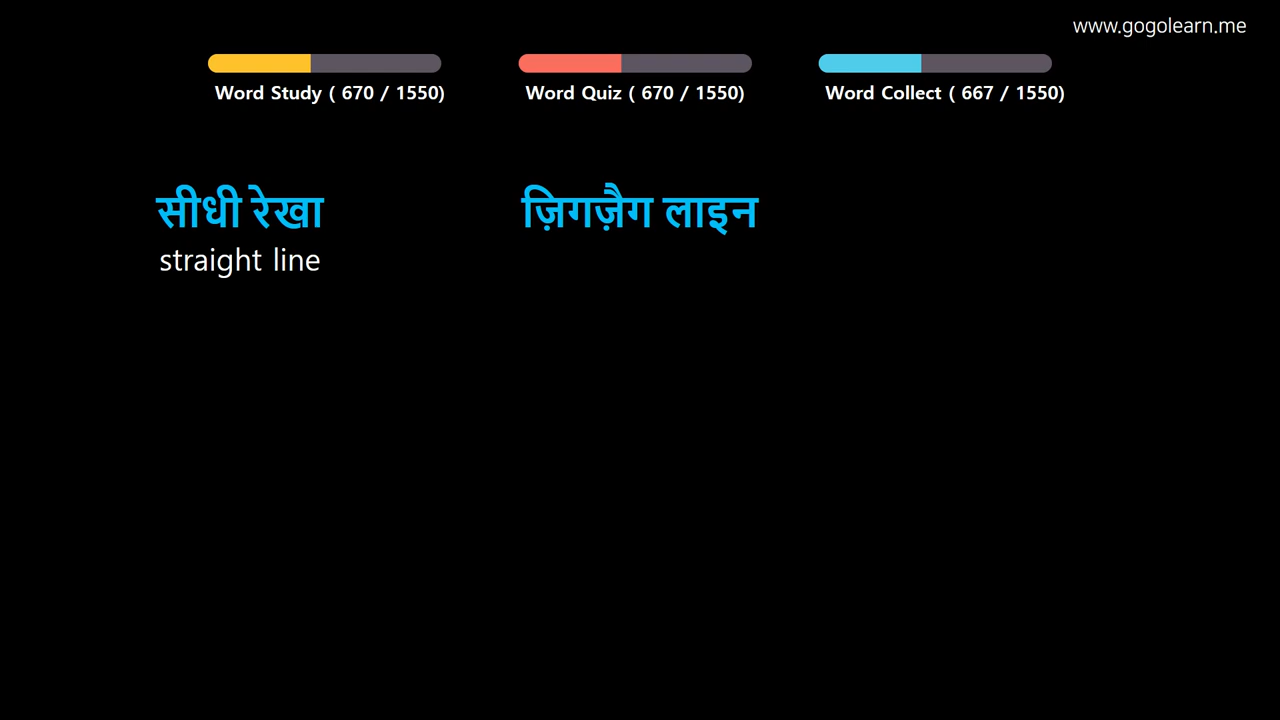 www.gogolearn.me
Word Study ( 670 / 1550)
Word Quiz ( 670 / 1550)
Word Collect ( 667 / 1550)
सीधी रेखा
straight line
ज़िगज़ैग लाइन